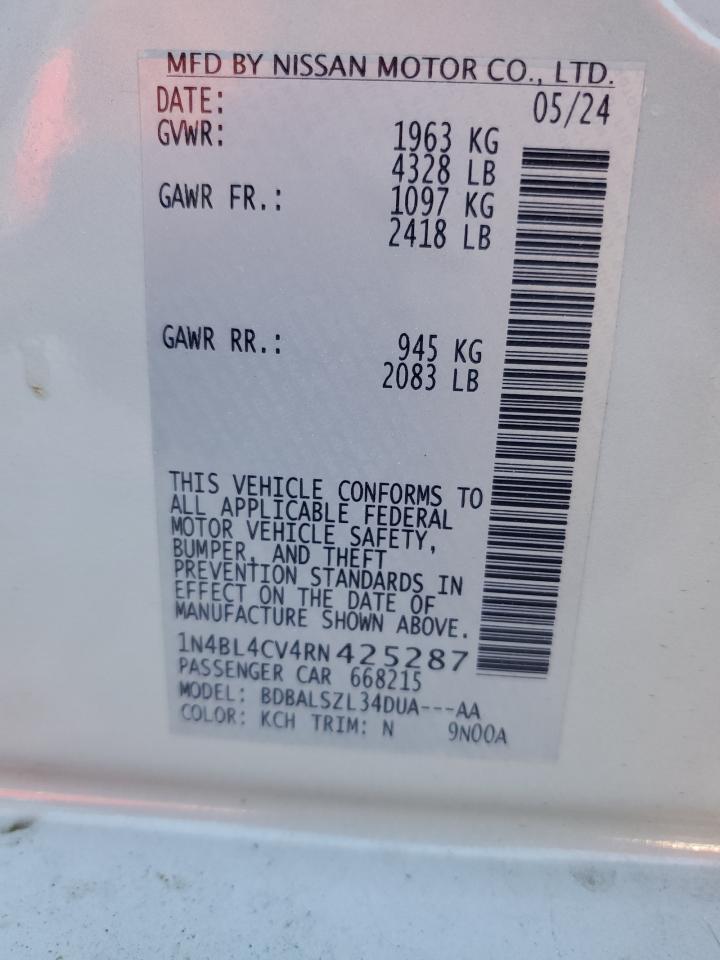 MFD BY NISSAN MOTOR CO., LTD.
DATE: 05/24
GVWR: 1963 KG
4328 LB
GAWR FR.: 1097 KG
2418 LB
GAWR RR.: 945 KG
2083 LB
THIS VEHICLE CONFORMS TO
ALL APPLICABLE FEDERAL
MOTOR VEHICLE SAFETY,
BUMPER, AND THEFT
PREVENTION STANDARDS IN
EFFECT ON THE DATE OF
MANUFACTURE SHOWN ABOVE.
1N4BL4CV4RN425287
PASSENGER CAR 668215
MODEL: BDBALSZL34DUA---AA
COLOR: KCH TRIM: N 9N00A